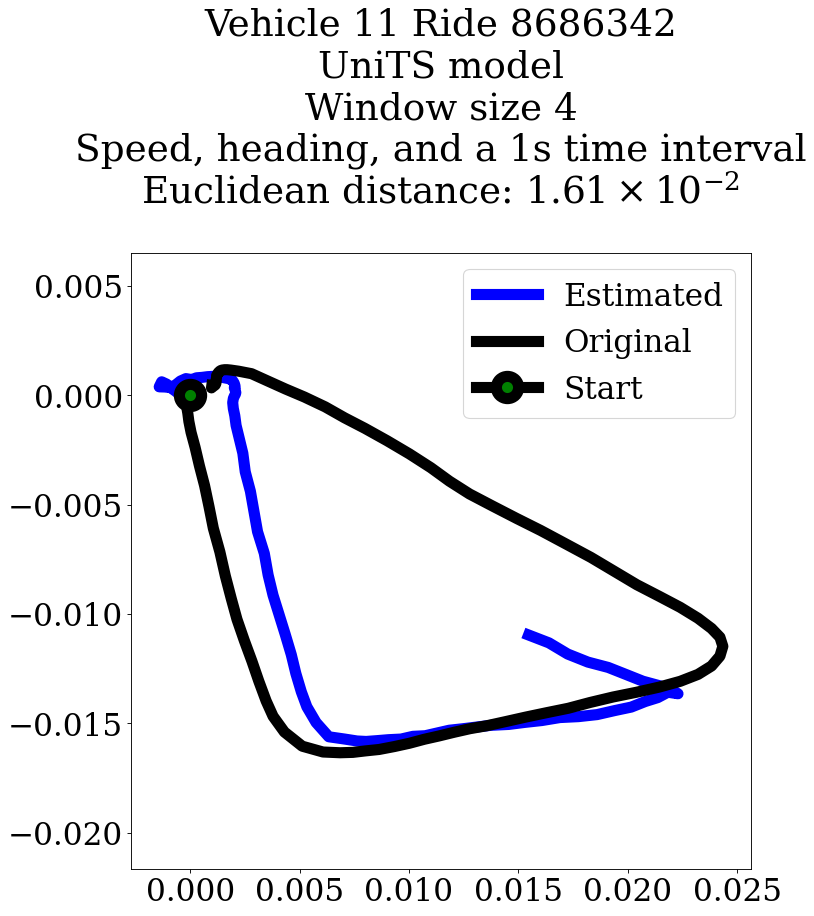 Vehicle 11 Ride 8686342
UniTS model
Window size 4
Speed, heading, and a 1s time interval
Euclidean distance: 1.61 × 10⁻²
Estimated
Original
Start
0.005
0.000
−0.005
−0.010
−0.015
−0.020
0.000 0.005 0.010 0.015 0.020 0.025